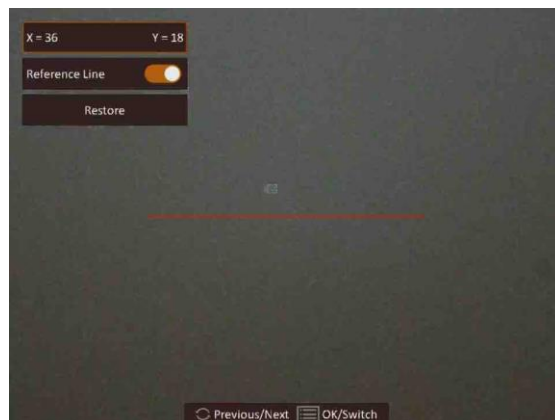 X = 36 Y = 18
Reference Line
Restore
Previous/Next OK/Switch